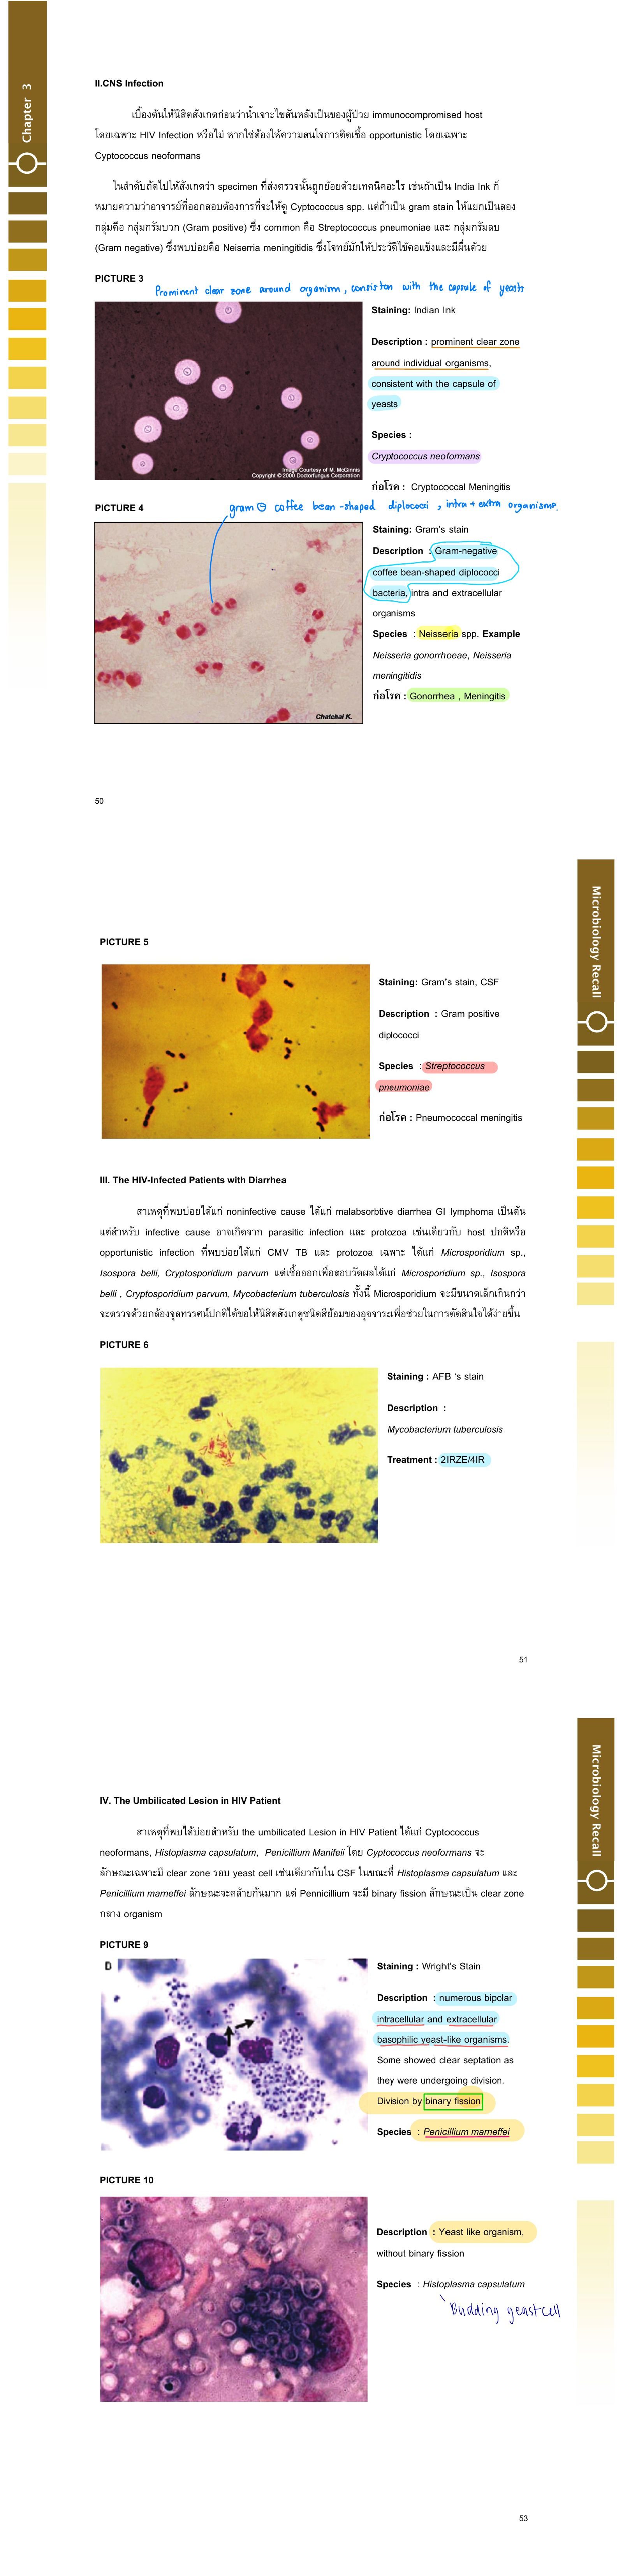 Chapter 3
II.CNS Infection
เบื้องต้นให้นิสิตสังเกตก่อนว่าน้ำเจาะไขสันหลังเป็นของผู้ป่วย immunocompromised host
โดยเฉพาะ HIV Infection หรือไม่ หากใช่ต้องให้ความสนใจการติดเชื้อ opportunistic โดยเฉพาะ
Cyptococcus neoformans
ในลำดับถัดไปให้สังเกตว่า specimen ที่ส่งตรวจนั้นถูกย้อยด้วยเทคนิคอะไร เช่นถ้าเป็น India Ink ก็
หมายความว่าอาจารย์ที่ออกสอบต้องการที่จะให้ดู Cyptococcus spp. แต่ถ้าเป็น gram stain ให้แยกเป็นสอง
กลุ่มคือ กลุ่มกรัมบวก (Gram positive) ซึ่ง common คือ Streptococcus pneumoniae และ กลุ่มกรัมลบ
(Gram negative) ซึ่งพบบ่อยคือ Neiserria meningitidis ซึ่งโจทย์มักให้ประวัติไข้คอแข็งและมีผื่นด้วย
PICTURE 3
Prominent clear zone around organism, consisten with the capsule of yeasts
Staining: Indian Ink
Description : prominent clear zone
around individual organisms,
consistent with the capsule of
yeasts
Species :
Cryptococcus neoformans
ก่อโรค : Cryptococcal Meningitis
Image Courtesy of M. McGinnis
Copyright © 2000 Doctorfungus Corporation
PICTURE 4
gram ⊖ coffee bean-shaped diplococci , intra + extra organisms.
Staining: Gram's stain
Description : Gram-negative
coffee bean-shaped diplococci
bacteria, intra and extracellular
organisms
Species : Neisseria spp. Example
Neisseria gonorrhoeae, Neisseria
meningitidis
ก่อโรค : Gonorrhea , Meningitis
Chatchai K.
50
Microbiology Recall
PICTURE 5
Staining: Gram's stain, CSF
Description : Gram positive
diplococci
Species : Streptococcus
pneumoniae
ก่อโรค : Pneumococcal meningitis
III. The HIV-Infected Patients with Diarrhea
สาเหตุที่พบบ่อยได้แก่ noninfective cause ได้แก่ malabsorbtive diarrhea GI lymphoma เป็นต้น
แต่สำหรับ infective cause อาจเกิดจาก parasitic infection และ protozoa เช่นเดียวกับ host ปกติหรือ
opportunistic infection ที่พบบ่อยได้แก่ CMV TB และ protozoa เฉพาะ ได้แก่ Microsporidium sp.,
Isospora belli, Cryptosporidium parvum แต่เชื้อออกเพื่อสอบวัดผลได้แก่ Microsporidium sp., Isospora
belli , Cryptosporidium parvum, Mycobacterium tuberculosis ทั้งนี้ Microsporidium จะมีขนาดเล็กเกินกว่า
จะตรวจด้วยกล้องจุลทรรศน์ปกติได้ขอให้นิสิตสังเกตุชนิดสีย้อมของอุจจาระเพื่อช่วยในการตัดสินใจได้ง่ายขึ้น
PICTURE 6
Staining : AFB 's stain
Description :
Mycobacterium tuberculosis
Treatment : 2IRZE/4IR
51
Microbiology Recall
IV. The Umbilicated Lesion in HIV Patient
สาเหตุที่พบได้บ่อยสำหรับ the umbilicated Lesion in HIV Patient ได้แก่ Cyptococcus
neoformans, Histoplasma capsulatum, Penicillium Manifeii โดย Cyptococcus neoformans จะ
ลักษณะเฉพาะมี clear zone รอบ yeast cell เช่นเดียวกับใน CSF ในขณะที่ Histoplasma capsulatum และ
Penicillium marneffei ลักษณะจะคล้ายกันมาก แต่ Pennicillium จะมี binary fission ลักษณะเป็น clear zone
กลาง organism
PICTURE 9
D
Staining : Wright's Stain
Description : numerous bipolar
intracellular and extracellular
basophilic yeast-like organisms.
Some showed clear septation as
they were undergoing division.
Division by binary fission
Species : Penicillium marneffei
PICTURE 10
Description : Yeast like organism,
without binary fission
Species : Histoplasma capsulatum
Budding yeast cell
53